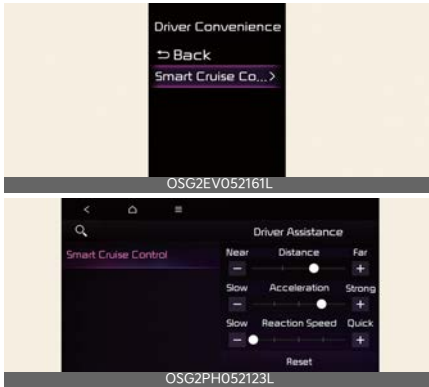 Driver Convenience
Back
Smart Cruise Co...>
OSG2EV052161L
Driver Assistance
Smart Cruise Control
Near Distance Far
− +
Slow Acceleration Strong
− +
Slow Reaction Speed Quick
− +
Reset
OSG2PH052123L